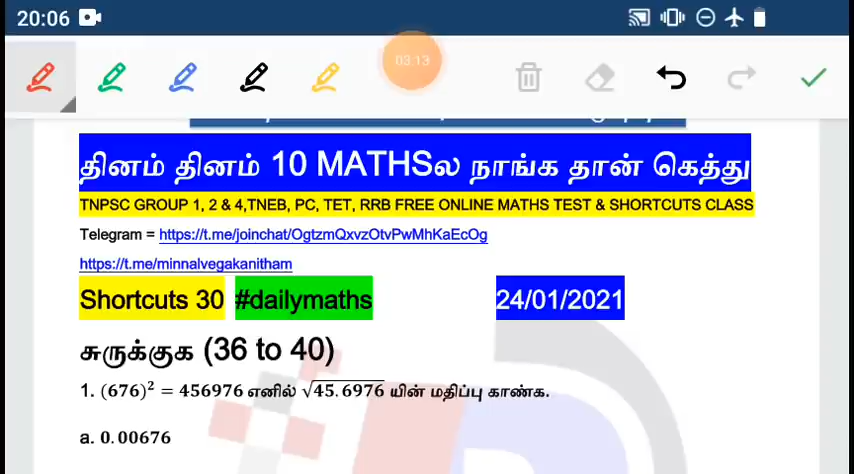 20:06
03:13
தினம் தினம் 10 MATHSல நாங்க தான் கெத்து
TNPSC GROUP 1, 2 & 4,TNEB, PC, TET, RRB FREE ONLINE MATHS TEST & SHORTCUTS CLASS
Telegram = https://t.me/joinchat/OgtzmQxvzOtvPwMhKaEcOg
https://t.me/minnalvegakanitham
Shortcuts 30 #dailymaths 24/01/2021
சுருக்குக (36 to 40)
1. (676)² = 456976 எனில் √45.6976 யின் மதிப்பு காண்க.
a. 0.00676